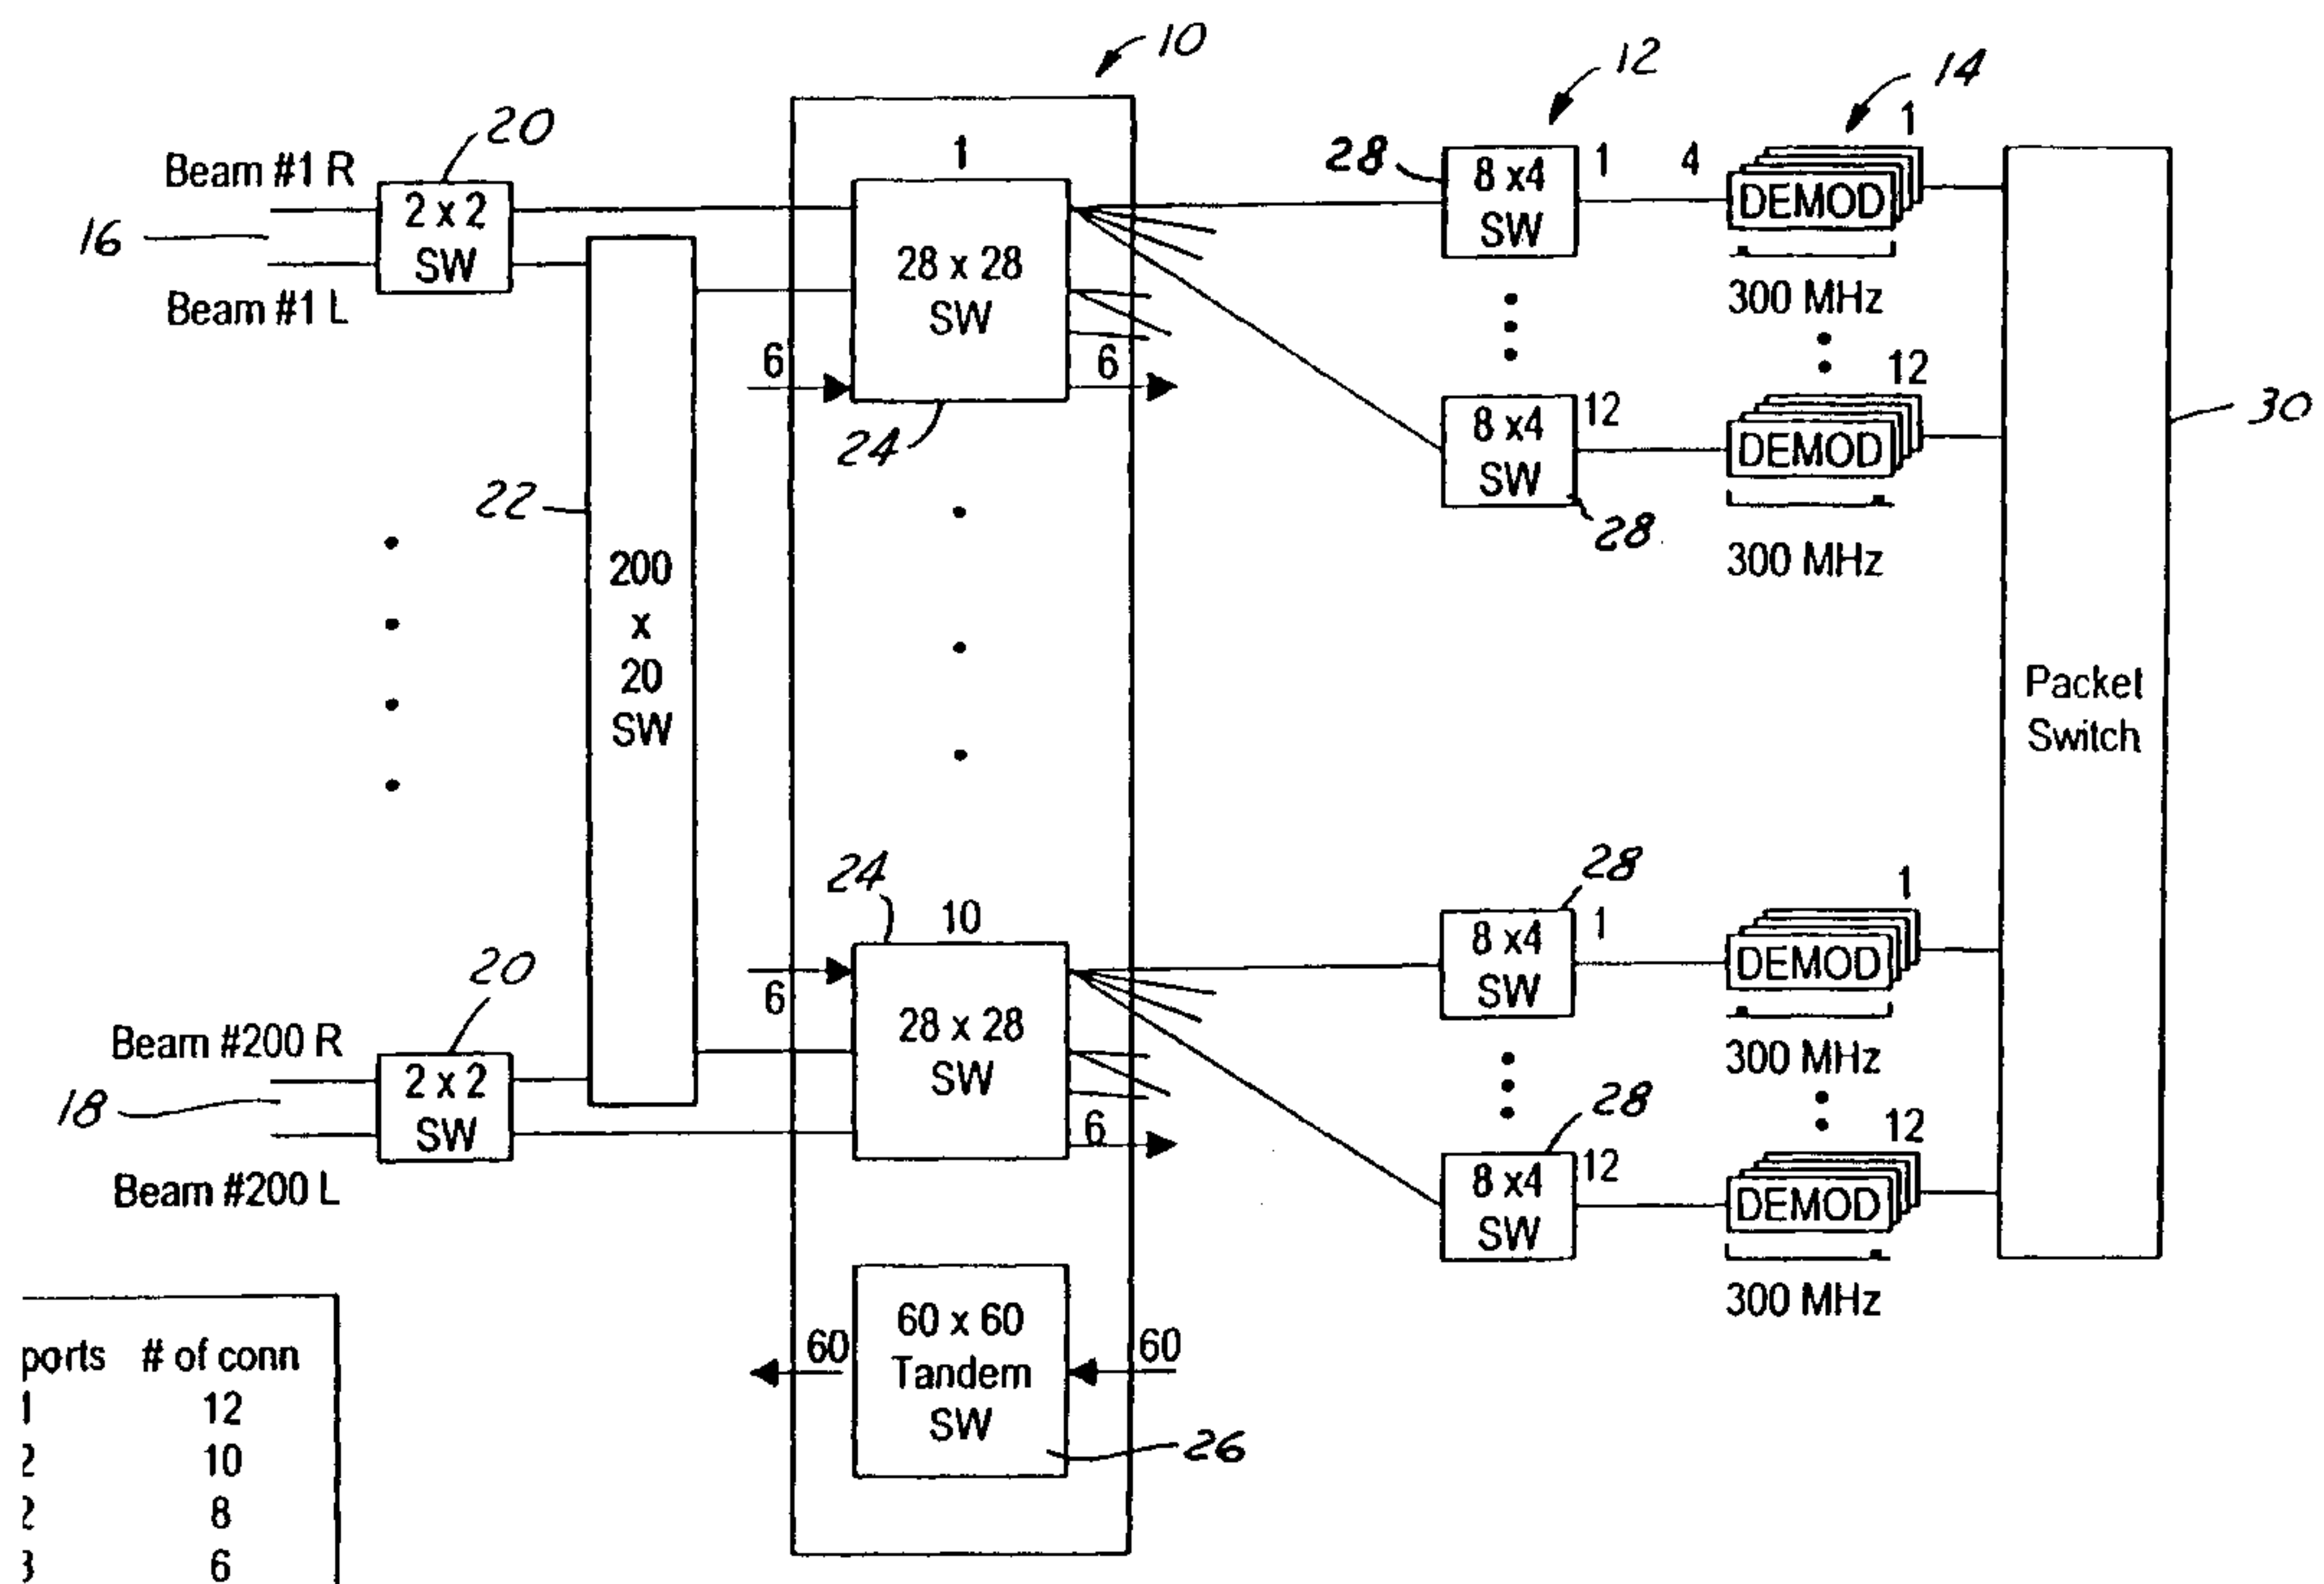 10
12
14
20
1
1
Beam #1 R
28
8 x4
SW
1
4
DEMOD
2 x 2
SW
16
28 x 28
SW
300 MHz
Beam #1 L
6
6
12
8 x4
SW
12
DEMOD
30
24
22
28
300 MHz
200
x
20
SW
Packet
Switch
24
28
1
10
8 x4
SW
1
DEMOD
20
6
28 x 28
SW
Beam #200 R
300 MHz
2 x 2
SW
28
18
6
12
8 x4
SW
12
DEMOD
Beam #200 L
300 MHz
60 x 60
Tandem
SW
60
60
26
ports # of conn
1 12
2 10
2 8
3 6